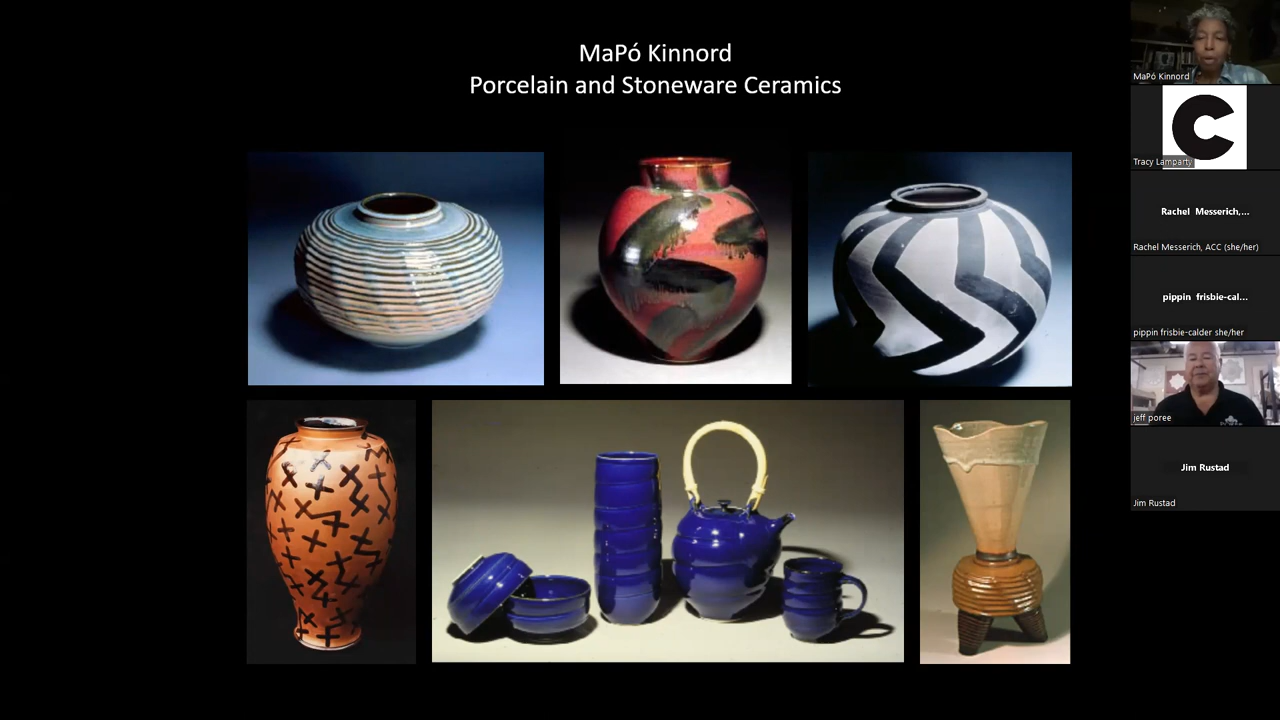 MaPó Kinnord
Porcelain and Stoneware Ceramics
MaPó Kinnord
Tracy Lamparty
Rachel Messerich,...
Rachel Messerich, ACC (she/her)
pippin frisbie-cal...
pippin frisbie-calder she/her
jeff poree
Jim Rustad
Jim Rustad